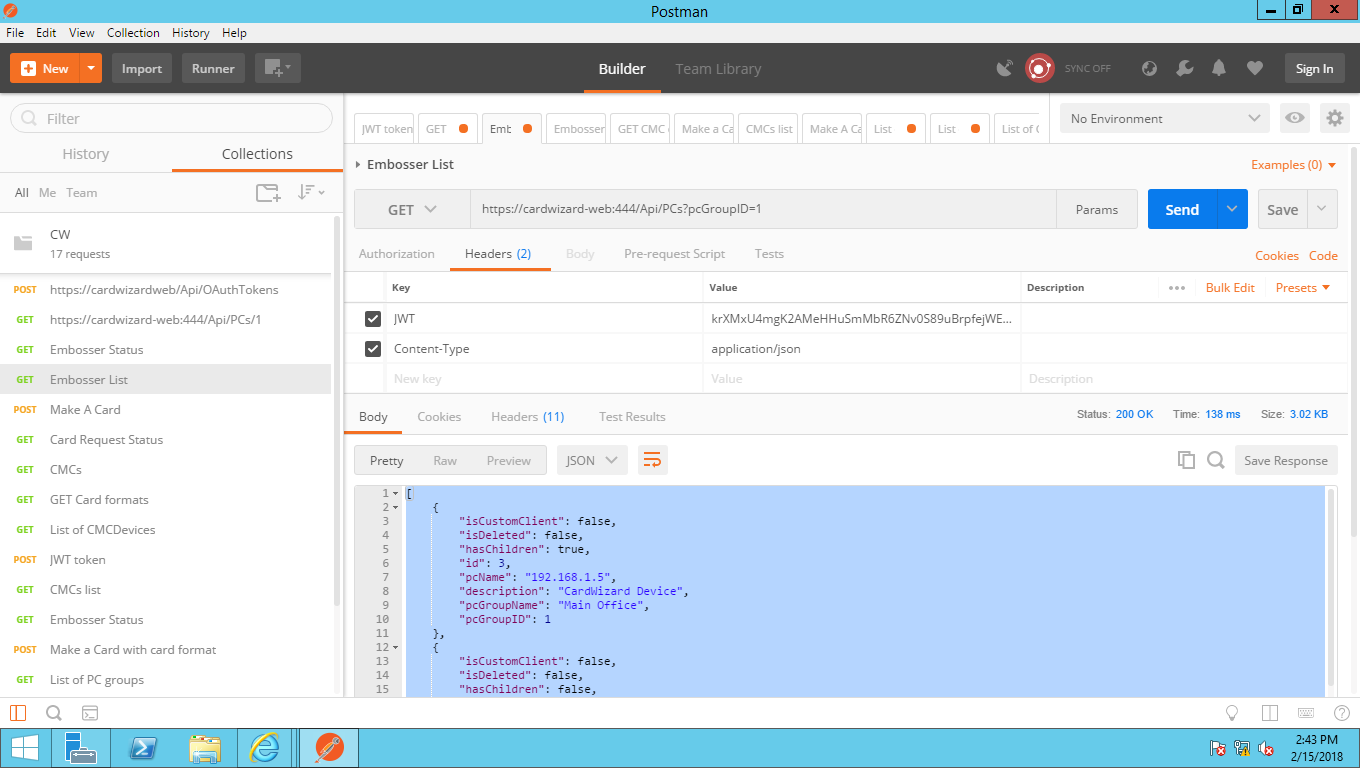 Postman
File Edit View Collection History Help
New Import Runner Builder Team Library SYNC OFF Sign In
Filter
History Collections
All Me Team
CW
17 requests
POST https://cardwizardweb/Api/OAuthTokens
GET https://cardwizard-web:444/Api/PCs/1
GET Embosser Status
GET Embosser List
POST Make A Card
GET Card Request Status
GET CMCs
GET GET Card formats
GET List of CMCDevices
POST JWT token
GET CMCs list
GET Embosser Status
POST Make a Card with card format
GET List of PC groups
JWT token GET Emb Embosser GET CMC Make a Ca CMCs list Make A Ca List List List of
No Environment
Embosser List Examples (0)
GET https://cardwizard-web:444/Api/PCs?pcGroupID=1 Params Send Save
Authorization Headers (2) Body Pre-request Script Tests Cookies Code
Key Value Description Bulk Edit Presets
JWT krXMxU4mgK2AMeHHuSmMbR6ZNv0S89uBrpfejWE...
Content-Type application/json
New key Value Description
Body Cookies Headers (11) Test Results Status: 200 OK Time: 138 ms Size: 3.02 KB
Pretty Raw Preview JSON Save Response
1 [
2 {
3 "isCustomClient": false,
4 "isDeleted": false,
5 "hasChildren": true,
6 "id": 3,
7 "pcName": "192.168.1.5",
8 "description": "CardWizard Device",
9 "pcGroupName": "Main Office",
10 "pcGroupID": 1
11 },
12 {
13 "isCustomClient": false,
14 "isDeleted": false,
15 "hasChildren": false,
2:43 PM
2/15/2018